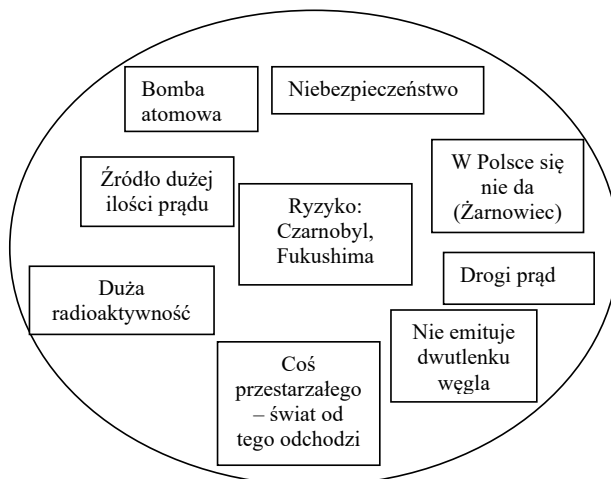 Bomba
atomowa
Niebezpieczeństwo
Źródło dużej
ilości prądu
Ryzyko:
Czarnobyl,
Fukushima
W Polsce się
nie da
(Żarnowiec)
Duża
radioaktywność
Drogi prąd
Coś
przestarzałego
– świat od
tego odchodzi
Nie emituje
dwutlenku
węgla